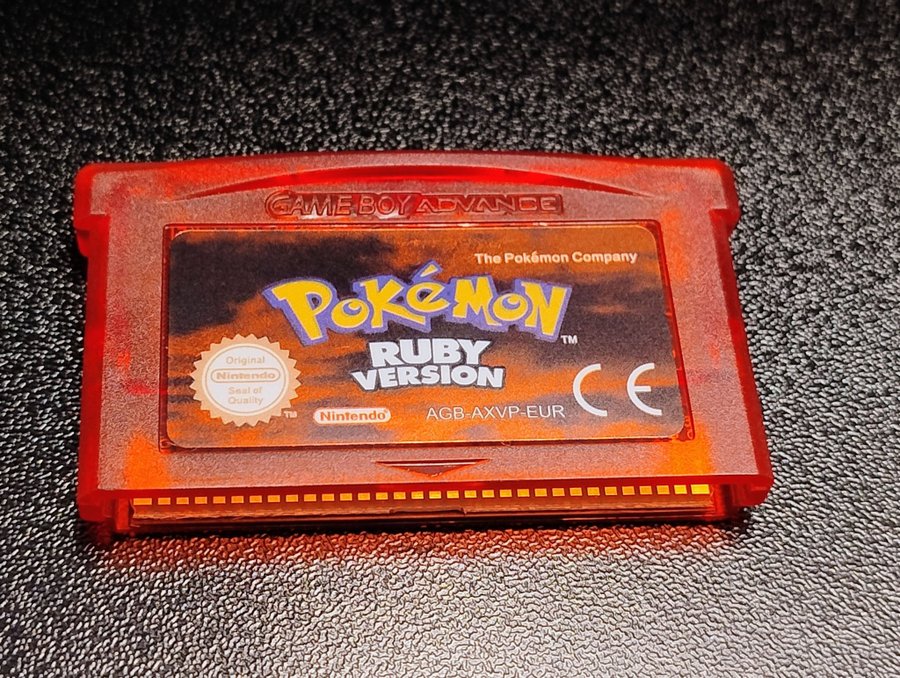 GAME BOY ADVANCE
The Pokémon Company
POKéMON
TM
RUBY
VERSION
Original
Nintendo
Seal of
Quality
TM
Nintendo
AGB-AXVP-EUR
CE